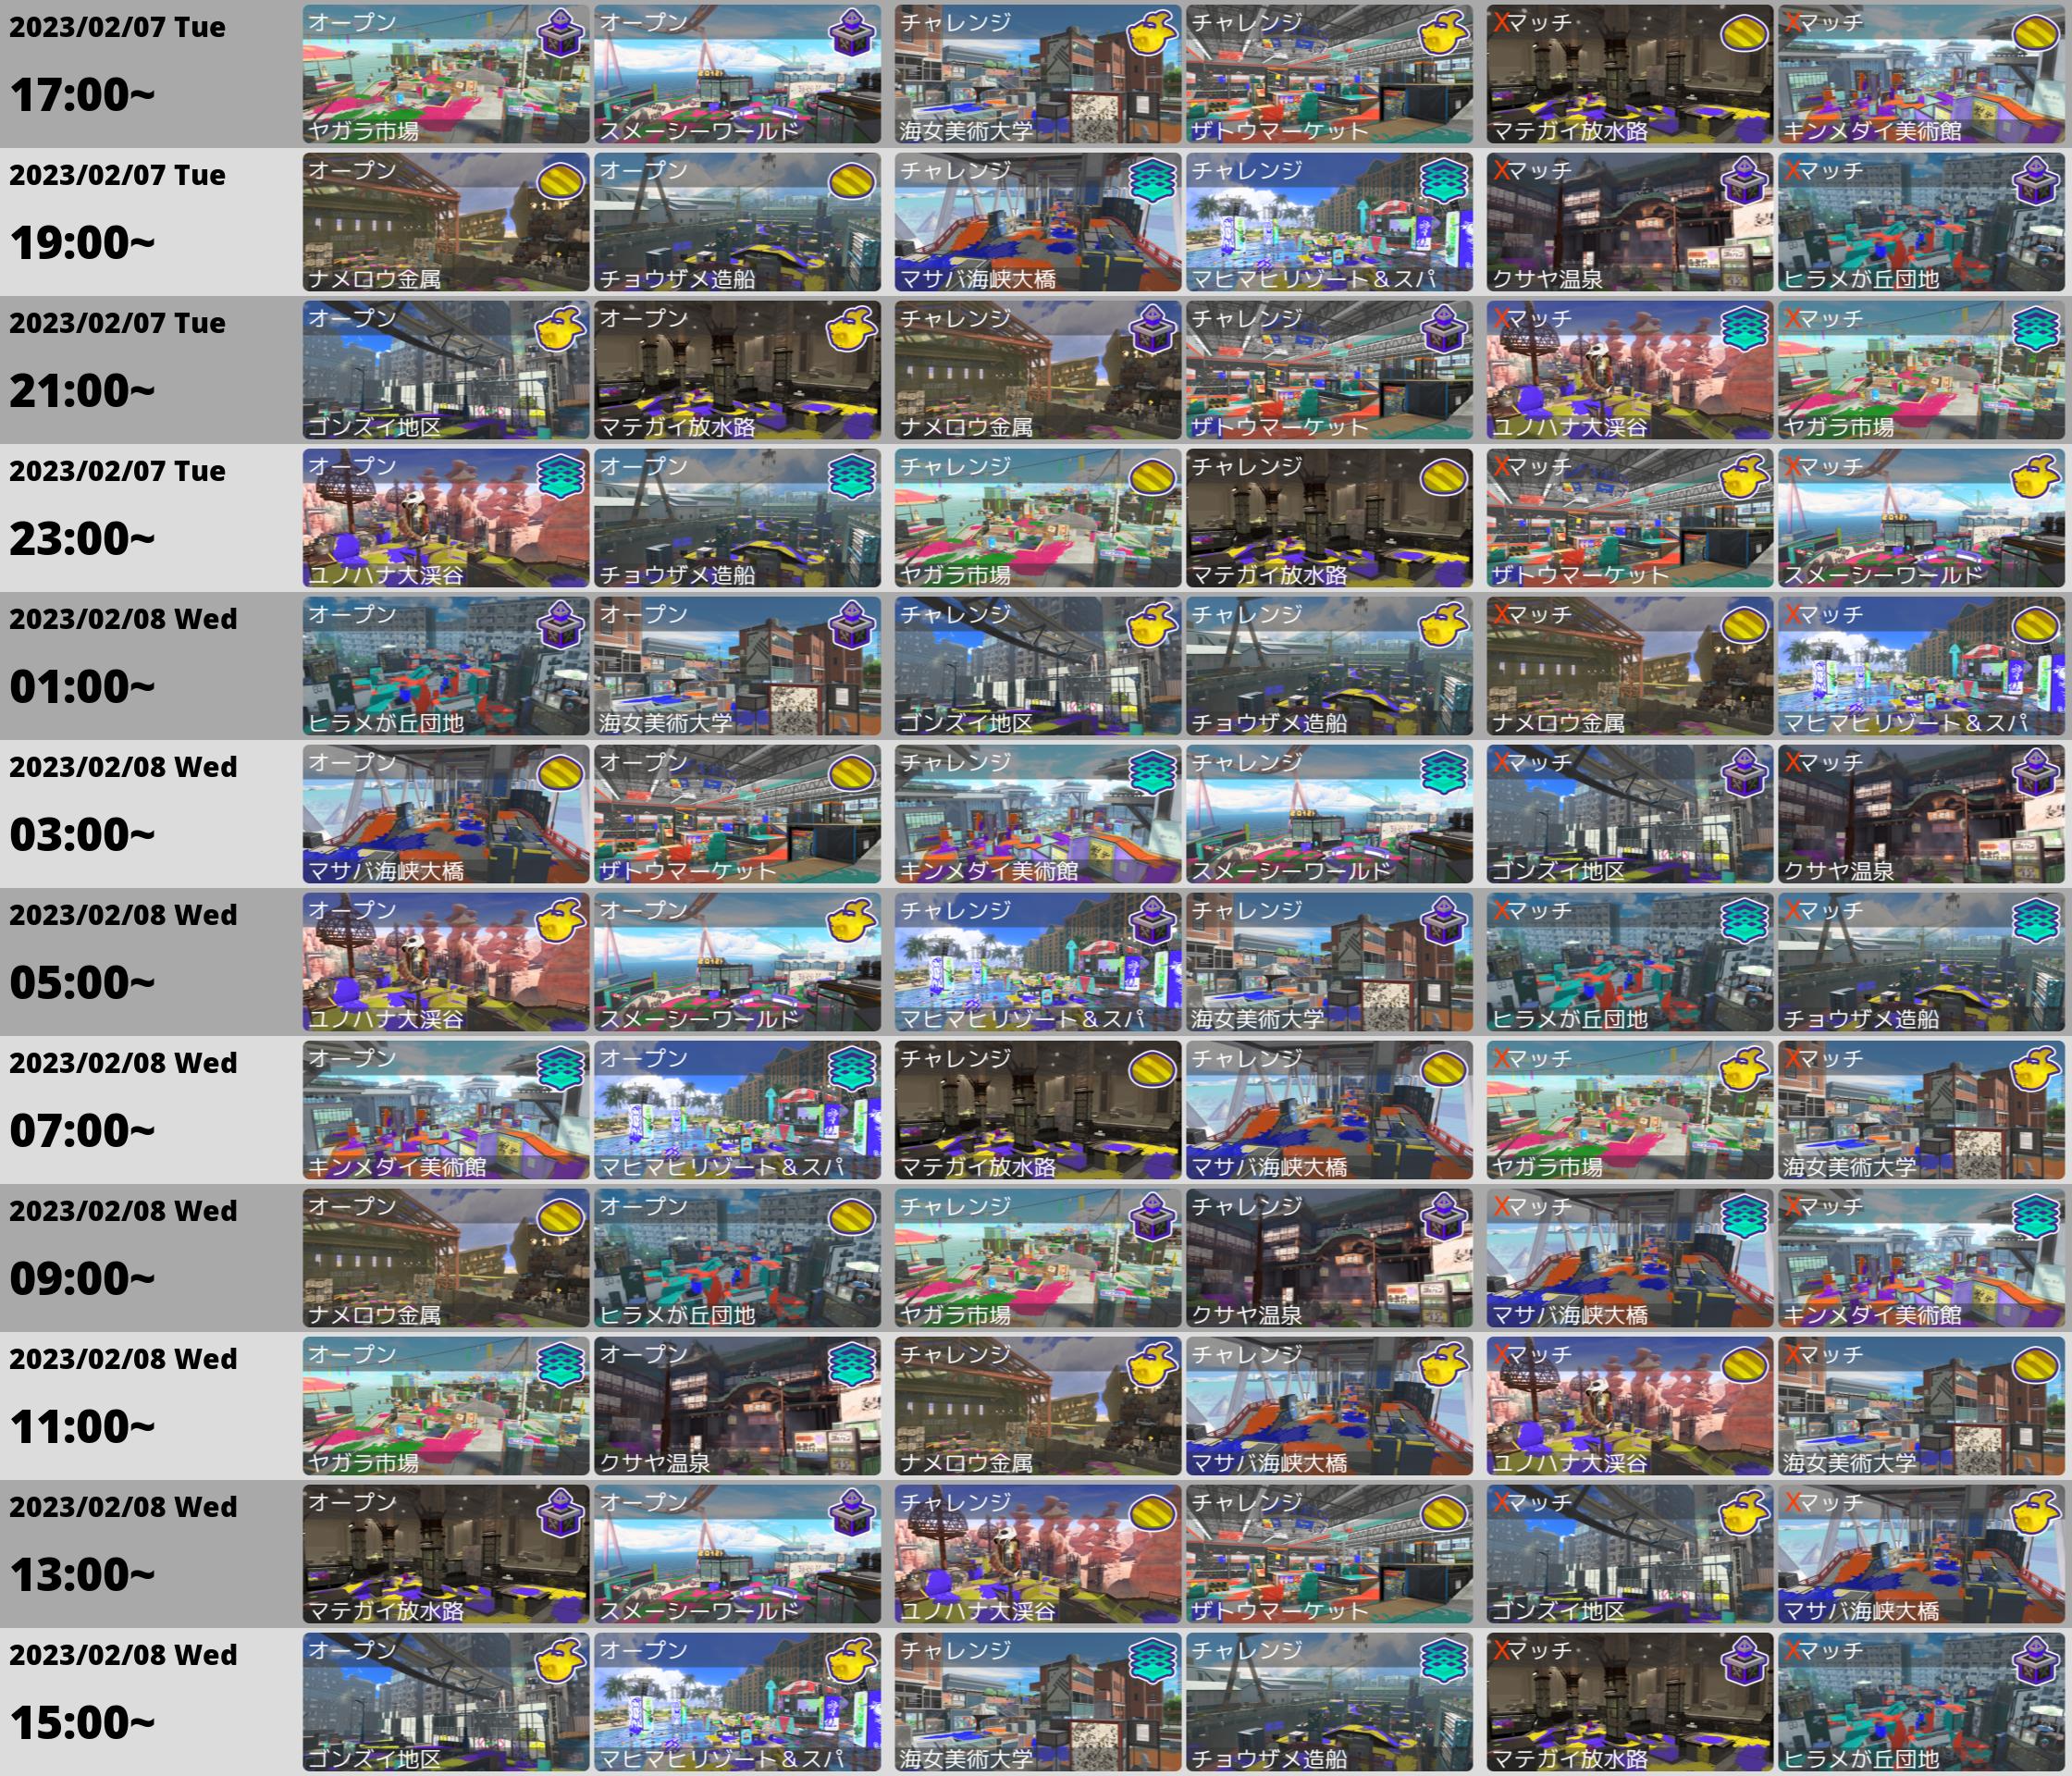 2023/02/07 Tue
17:00~
オープン オープン チャレンジ チャレンジ Xマッチ Xマッチ
ヤガラ市場 スメーシーワールド 海女美術大学 ザトウマーケット マテガイ放水路 キンメダイ美術館
2023/02/07 Tue
19:00~
オープン オープン チャレンジ チャレンジ Xマッチ Xマッチ
ナメロウ金属 チョウザメ造船 マサバ海峡大橋 マヒマヒリゾート＆スパ クサヤ温泉 ヒラメが丘団地
2023/02/07 Tue
21:00~
オープン オープン チャレンジ チャレンジ Xマッチ Xマッチ
ゴンズイ地区 マテガイ放水路 ナメロウ金属 ザトウマーケット ユノハナ大渓谷 ヤガラ市場
2023/02/07 Tue
23:00~
オープン オープン チャレンジ チャレンジ Xマッチ Xマッチ
ユノハナ大渓谷 チョウザメ造船 ヤガラ市場 マテガイ放水路 ザトウマーケット スメーシーワールド
2023/02/08 Wed
01:00~
オープン オープン チャレンジ チャレンジ Xマッチ Xマッチ
ヒラメが丘団地 海女美術大学 ゴンズイ地区 チョウザメ造船 ナメロウ金属 マヒマヒリゾート＆スパ
2023/02/08 Wed
03:00~
オープン オープン チャレンジ チャレンジ Xマッチ Xマッチ
マサバ海峡大橋 ザトウマーケット キンメダイ美術館 スメーシーワールド ゴンズイ地区 クサヤ温泉
2023/02/08 Wed
05:00~
オープン オープン チャレンジ チャレンジ Xマッチ Xマッチ
ユノハナ大渓谷 スメーシーワールド マヒマヒリゾート＆スパ 海女美術大学 ヒラメが丘団地 チョウザメ造船
2023/02/08 Wed
07:00~
オープン オープン チャレンジ チャレンジ Xマッチ Xマッチ
キンメダイ美術館 マヒマヒリゾート＆スパ マテガイ放水路 マサバ海峡大橋 ヤガラ市場 海女美術大学
2023/02/08 Wed
09:00~
オープン オープン チャレンジ チャレンジ Xマッチ Xマッチ
ナメロウ金属 ヒラメが丘団地 ヤガラ市場 クサヤ温泉 マサバ海峡大橋 キンメダイ美術館
2023/02/08 Wed
11:00~
オープン オープン チャレンジ チャレンジ Xマッチ Xマッチ
ヤガラ市場 クサヤ温泉 ナメロウ金属 マサバ海峡大橋 ユノハナ大渓谷 海女美術大学
2023/02/08 Wed
13:00~
オープン オープン チャレンジ チャレンジ Xマッチ Xマッチ
マテガイ放水路 スメーシーワールド ユノハナ大渓谷 ザトウマーケット ゴンズイ地区 マサバ海峡大橋
2023/02/08 Wed
15:00~
オープン オープン チャレンジ チャレンジ Xマッチ Xマッチ
ゴンズイ地区 マヒマヒリゾート＆スパ 海女美術大学 チョウザメ造船 マテガイ放水路 ヒラメが丘団地